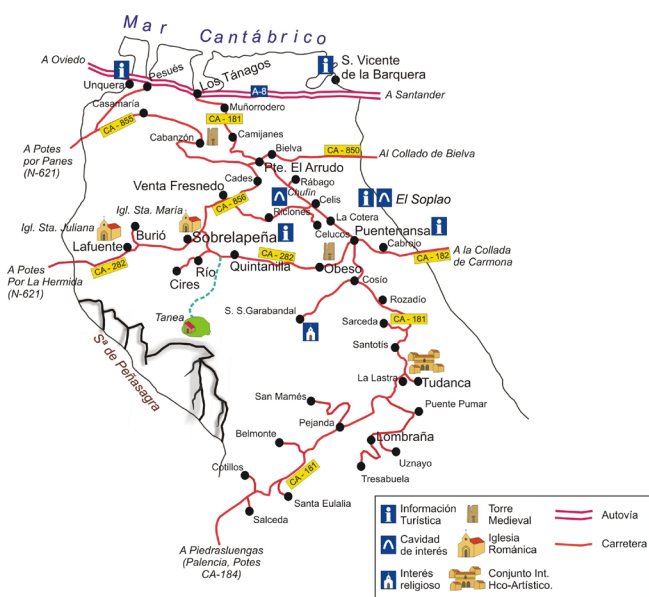 Mar Cantábrico
A Oviedo
S. Vicente
de la Barquera
Pesués
Unquera
Los Tánagos
A-8
A Santander
Casamaría
Muñorrodero
CA - 855
CA - 181
Cabanzón
Camijanes
A Potes
por Panes
(N-621)
Bielva
CA - 850
Al Collado de Bielva
Pte. El Arrudo
Cades
Rábago
Venta Fresnedo
Chufín
Celis
El Soplao
CA - 856
Igl. Sta. Maria
Riclones
La Cotera
Igl. Sta. Juliana
Burió
Sobrelapeña
Celucos
Puentenansa
Lafuente
Cabrojo
A la Collada
de Carmona
CA - 182
CA - 282
Quintanilla
CA - 282
Obeso
A Potes
Por La Hermida
(N-621)
Río
Cires
Cosío
Rozadío
Tanea
S. S.Garabandal
CA - 181
Sarceda
Sª de Peñasagra
Santotís
La Lastra
Tudanca
San Mamés
Puente Pumar
Pejanda
Belmonte
Lombraña
Uznayo
Cotillos
CA - 181
Tresabuela
Santa Eulalia
Salceda
A Piedrasluengas
(Palencia, Potes
CA-184)
Información
Turística
Torre
Medieval
Autovía
Cavidad
de interés
Iglesia
Románica
Carretera
Interés
religioso
Conjunto Int.
Hco-Artístico.